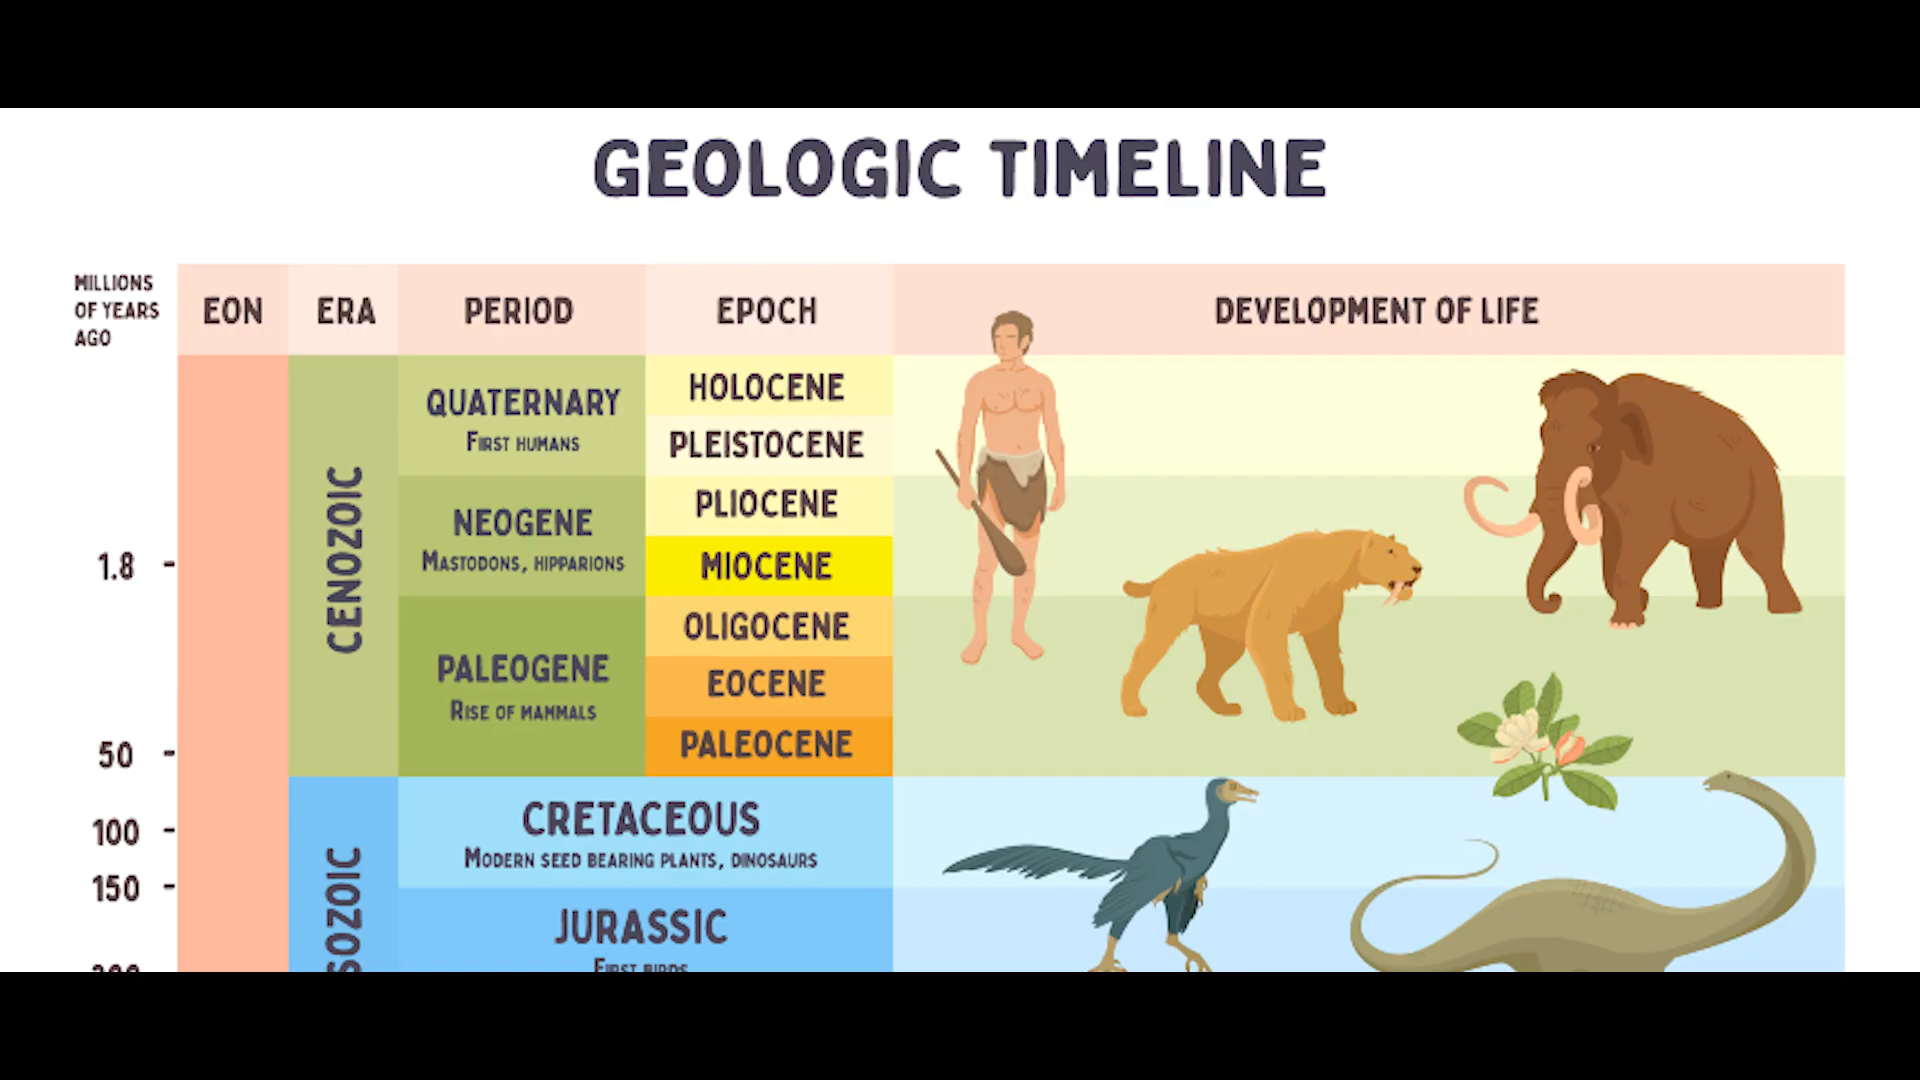 GEOLOGIC TIMELINE
MILLIONS
OF YEARS
AGO
EON
ERA
PERIOD
EPOCH
DEVELOPMENT OF LIFE
CENOZOIC
QUATERNARY
FIRST HUMANS
HOLOCENE
PLEISTOCENE
NEOGENE
MASTODONS, HIPPARIONS
PLIOCENE
MIOCENE
1.8
PALEOGENE
RISE OF MAMMALS
OLIGOCENE
EOCENE
PALEOCENE
50
CRETACEOUS
MODERN SEED BEARING PLANTS, DINOSAURS
100
150
JURASSIC
FIRST BIRDS